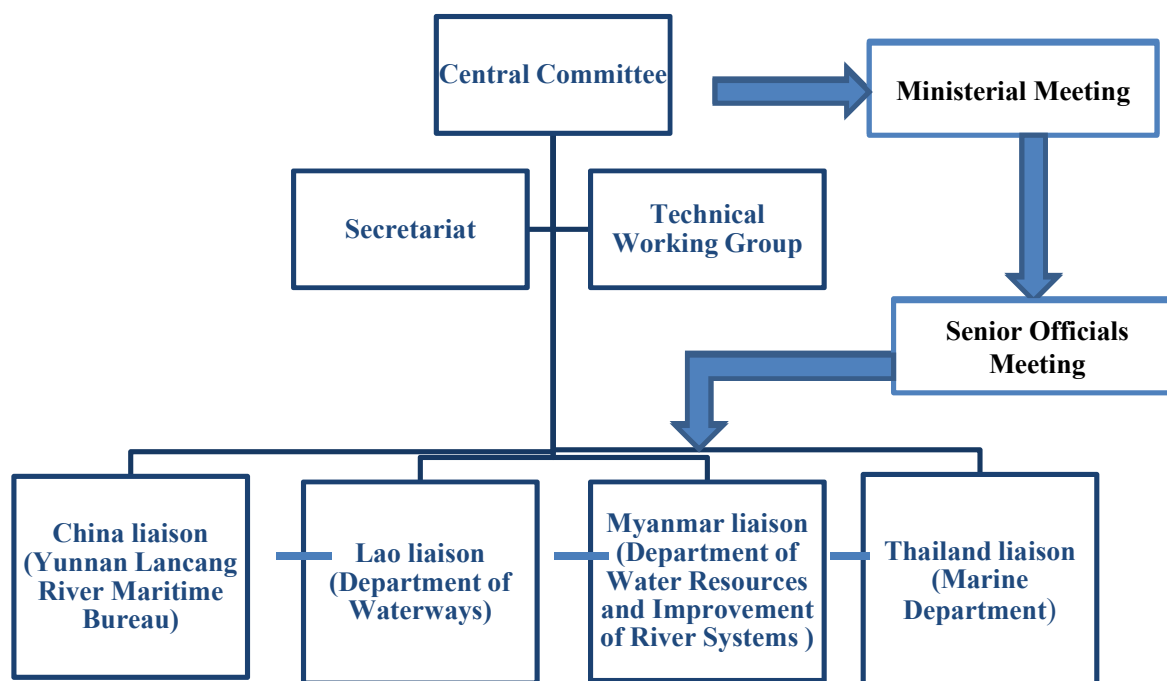 Central Committee
Ministerial Meeting
Secretariat
Technical
Working Group
Senior Officials
Meeting
China liaison
(Yunnan Lancang
River Maritime
Bureau)
Lao liaison
(Department of
Waterways)
Myanmar liaison
(Department of
Water Resources
and Improvement
of River Systems )
Thailand liaison
(Marine
Department)